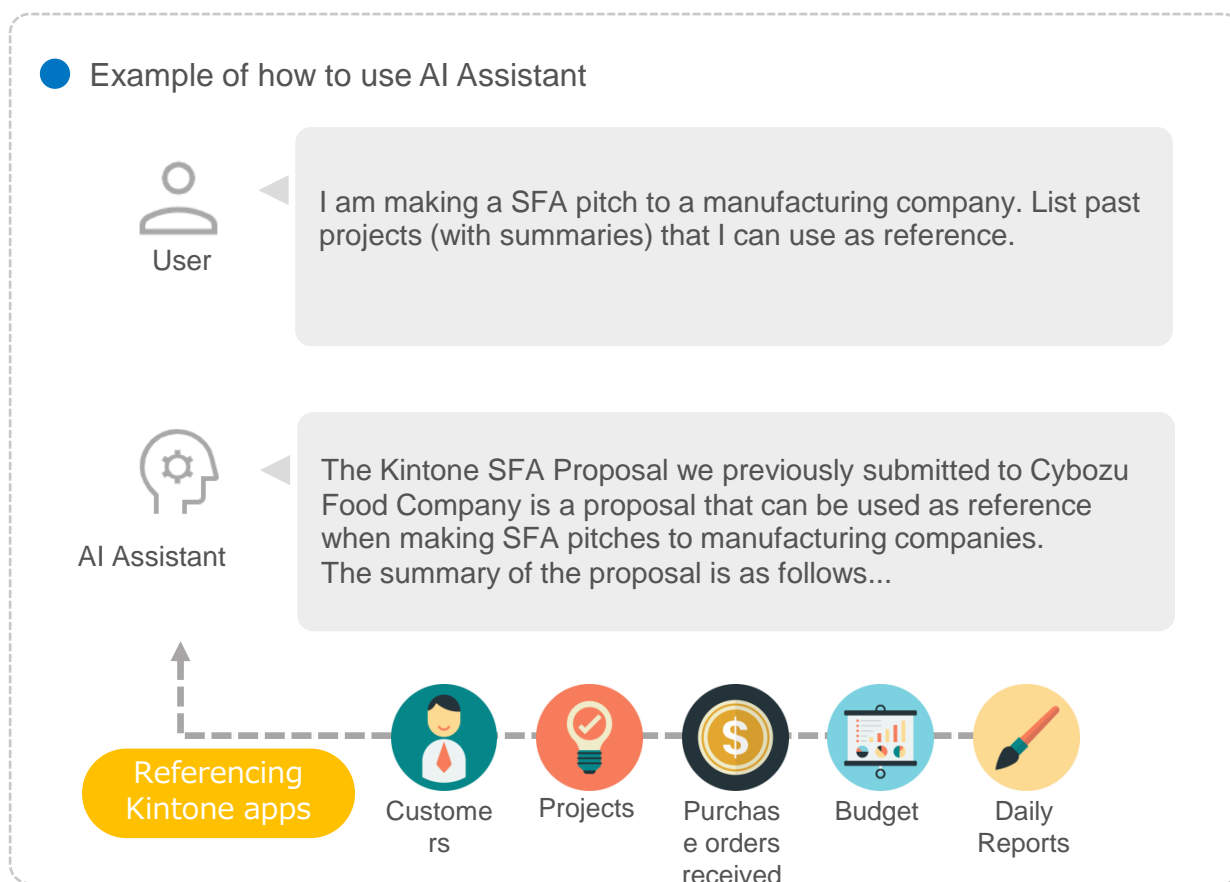 Example of how to use AI Assistant
I am making a SFA pitch to a manufacturing company. List past
projects (with summaries) that I can use as reference.
User
The Kintone SFA Proposal we previously submitted to Cybozu
Food Company is a proposal that can be used as reference
when making SFA pitches to manufacturing companies.
The summary of the proposal is as follows...
AI Assistant
Referencing
Kintone apps
Custome
rs
Projects
Purchas
e orders
received
Budget
Daily
Reports